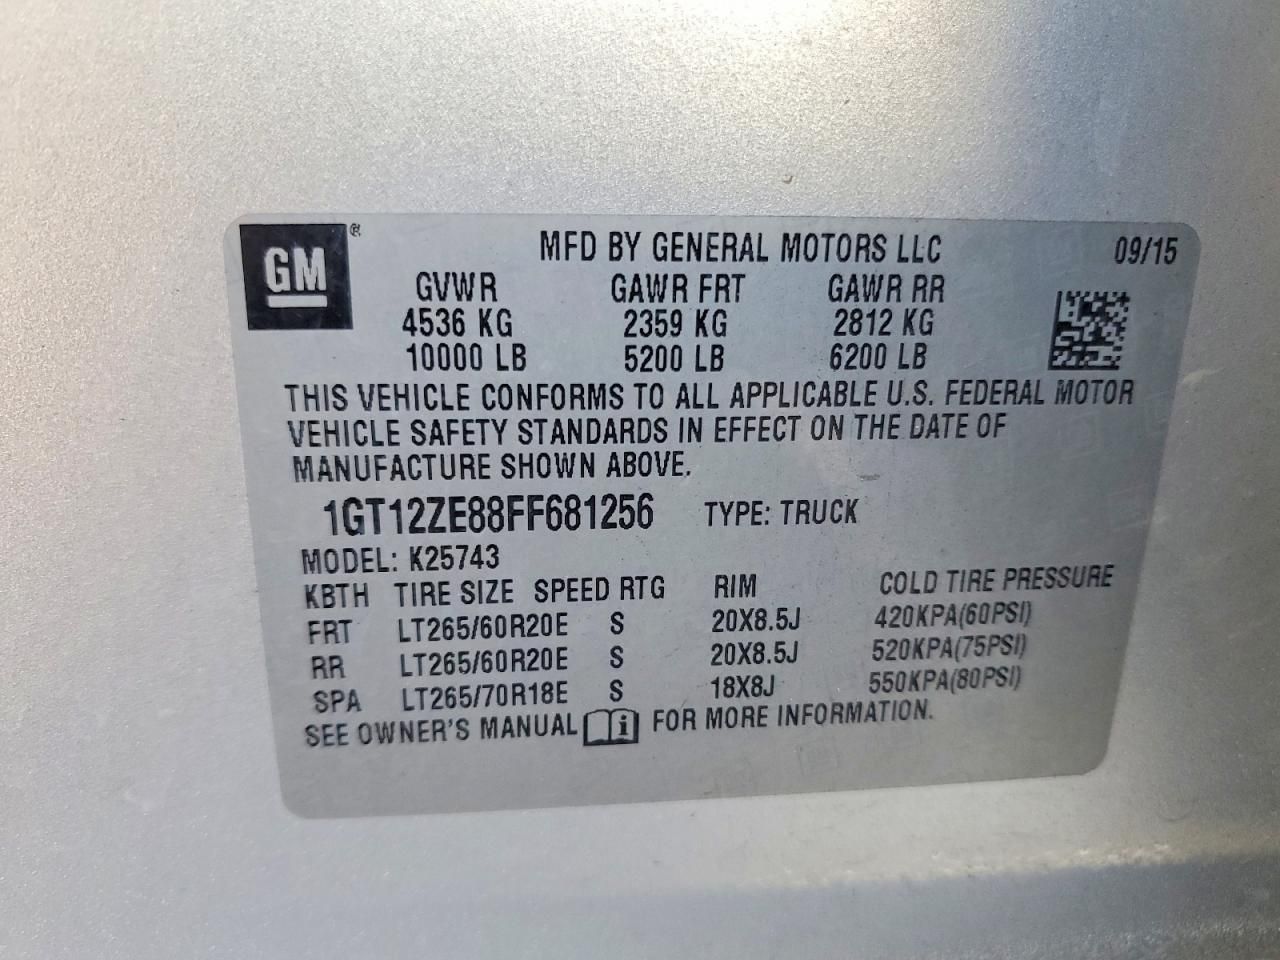 GM ®
MFD BY GENERAL MOTORS LLC 09/15
GVWR GAWR FRT GAWR RR
4536 KG 2359 KG 2812 KG
10000 LB 5200 LB 6200 LB
THIS VEHICLE CONFORMS TO ALL APPLICABLE U.S. FEDERAL MOTOR
VEHICLE SAFETY STANDARDS IN EFFECT ON THE DATE OF
MANUFACTURE SHOWN ABOVE.
1GT12ZE88FF681256 TYPE: TRUCK
MODEL: K25743
KBTH TIRE SIZE SPEED RTG RIM COLD TIRE PRESSURE
FRT LT265/60R20E S 20X8.5J 420KPA(60PSI)
RR LT265/60R20E S 20X8.5J 520KPA(75PSI)
SPA LT265/70R18E S 18X8J 550KPA(80PSI)
SEE OWNER'S MANUAL i FOR MORE INFORMATION.